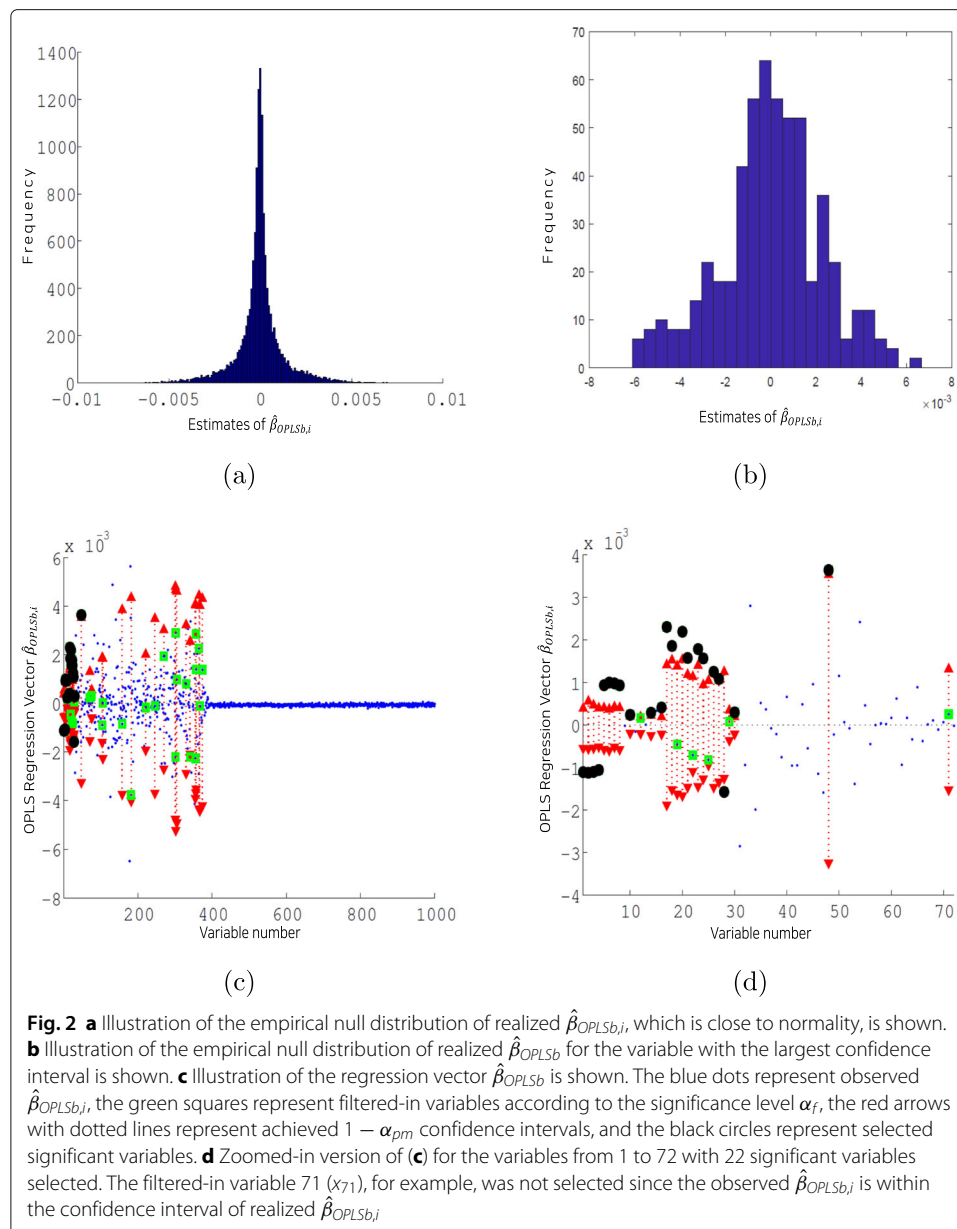 1400
1200
1000
800
600
400
200
0
Frequency
-0.01 -0.005 0 0.005 0.01
Estimates of β̂OPLSb,i
(a)
70
60
50
40
30
20
10
0
Frequency
-8 -6 -4 -2 0 2 4 6 8
×10⁻³
Estimates of β̂OPLSb,i
(b)
x 10⁻³
6
4
2
0
−2
−4
−6
−8
OPLS Regression Vector β̂OPLSb,i
200 400 600 800 1000
Variable number
(c)
x 10⁻³
4
3
2
1
0
−1
−2
−3
−4
OPLS Regression Vector β̂OPLSb,i
10 20 30 40 50 60 70
Variable number
(d)
Fig. 2 a Illustration of the empirical null distribution of realized β̂OPLSb,i, which is close to normality, is shown.
b Illustration of the empirical null distribution of realized β̂OPLSb for the variable with the largest confidence
interval is shown. c Illustration of the regression vector β̂OPLSb is shown. The blue dots represent observed
β̂OPLSb,i, the green squares represent filtered-in variables according to the significance level αf, the red arrows
with dotted lines represent achieved 1 − αpm confidence intervals, and the black circles represent selected
significant variables. d Zoomed-in version of (c) for the variables from 1 to 72 with 22 significant variables
selected. The filtered-in variable 71 (x71), for example, was not selected since the observed β̂OPLSb,i is within
the confidence interval of realized β̂OPLSb,i